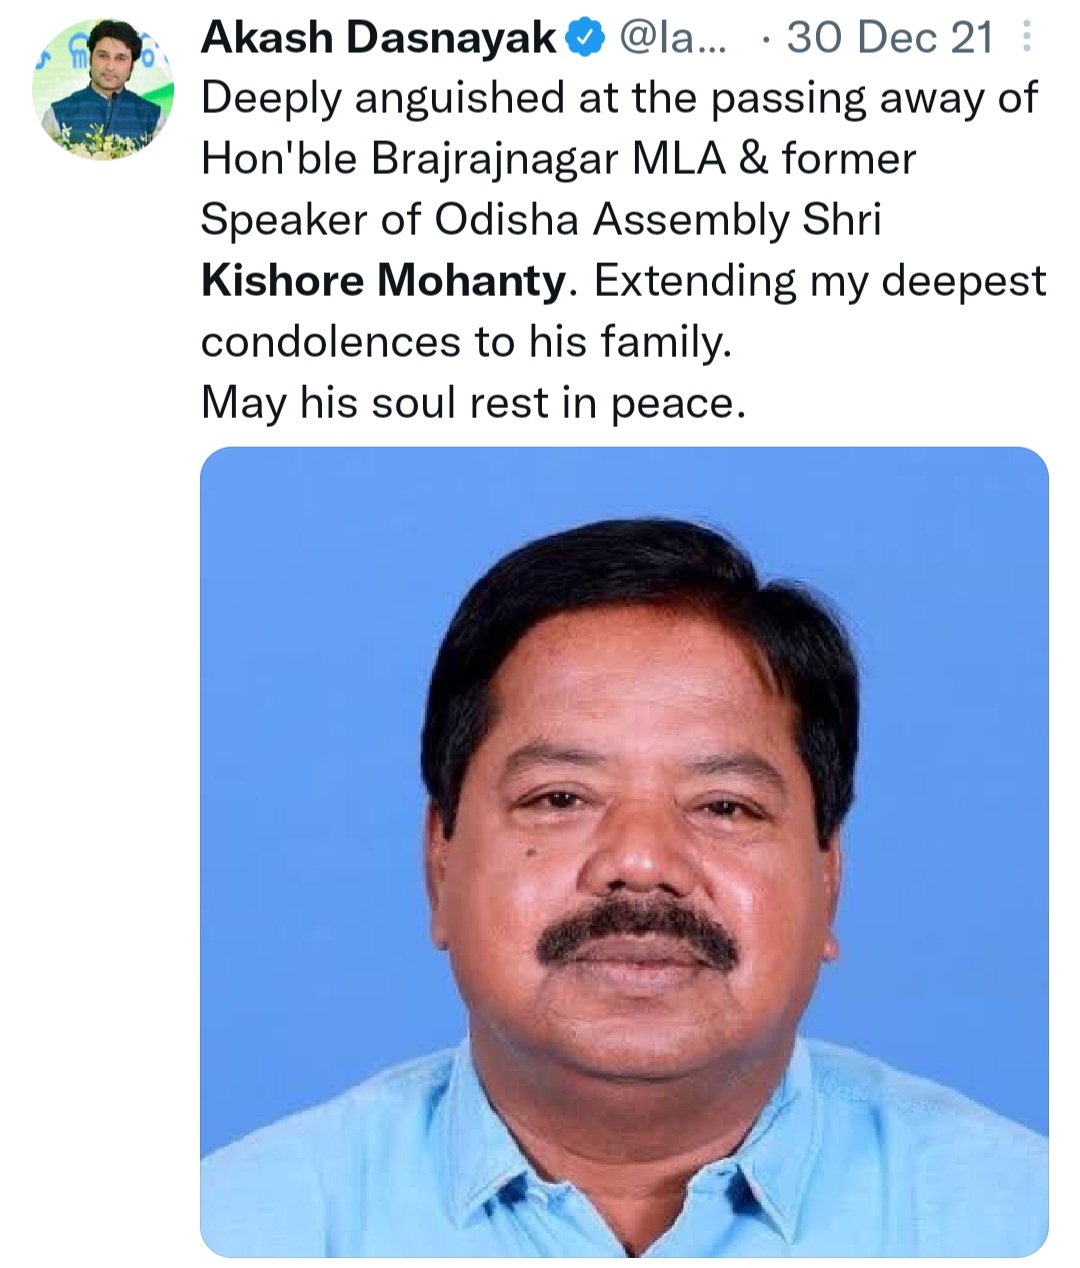 Akash Dasnayak @la... · 30 Dec 21
Deeply anguished at the passing away of
Hon'ble Brajrajnagar MLA & former
Speaker of Odisha Assembly Shri
Kishore Mohanty. Extending my deepest
condolences to his family.
May his soul rest in peace.